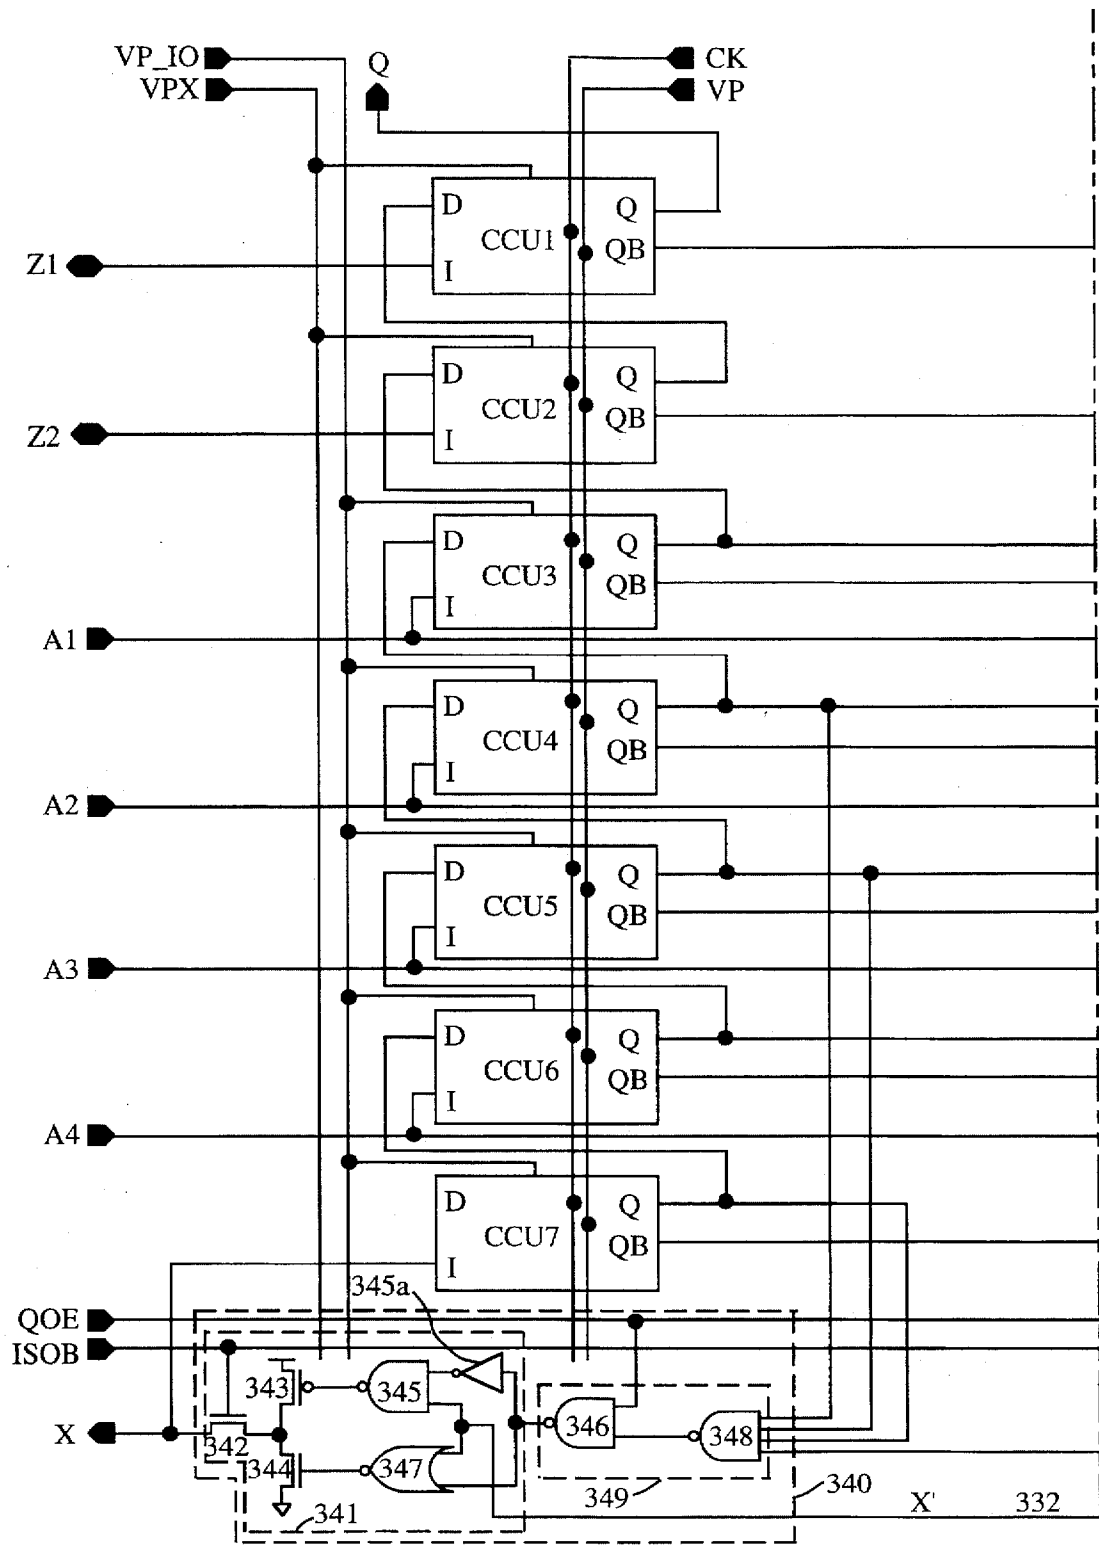 VP_IO
Q
CK
VPX
VP
D
Q
CCU1
QB
Z1
I
D
Q
CCU2
QB
Z2
I
D
Q
CCU3
QB
I
A1
D
Q
CCU4
QB
I
A2
D
Q
CCU5
QB
I
A3
D
Q
CCU6
QB
I
A4
D
Q
CCU7
QB
I
345a
QOE
ISOB
343
345
346
X
342
348
344
347
349
340
341
X'
332